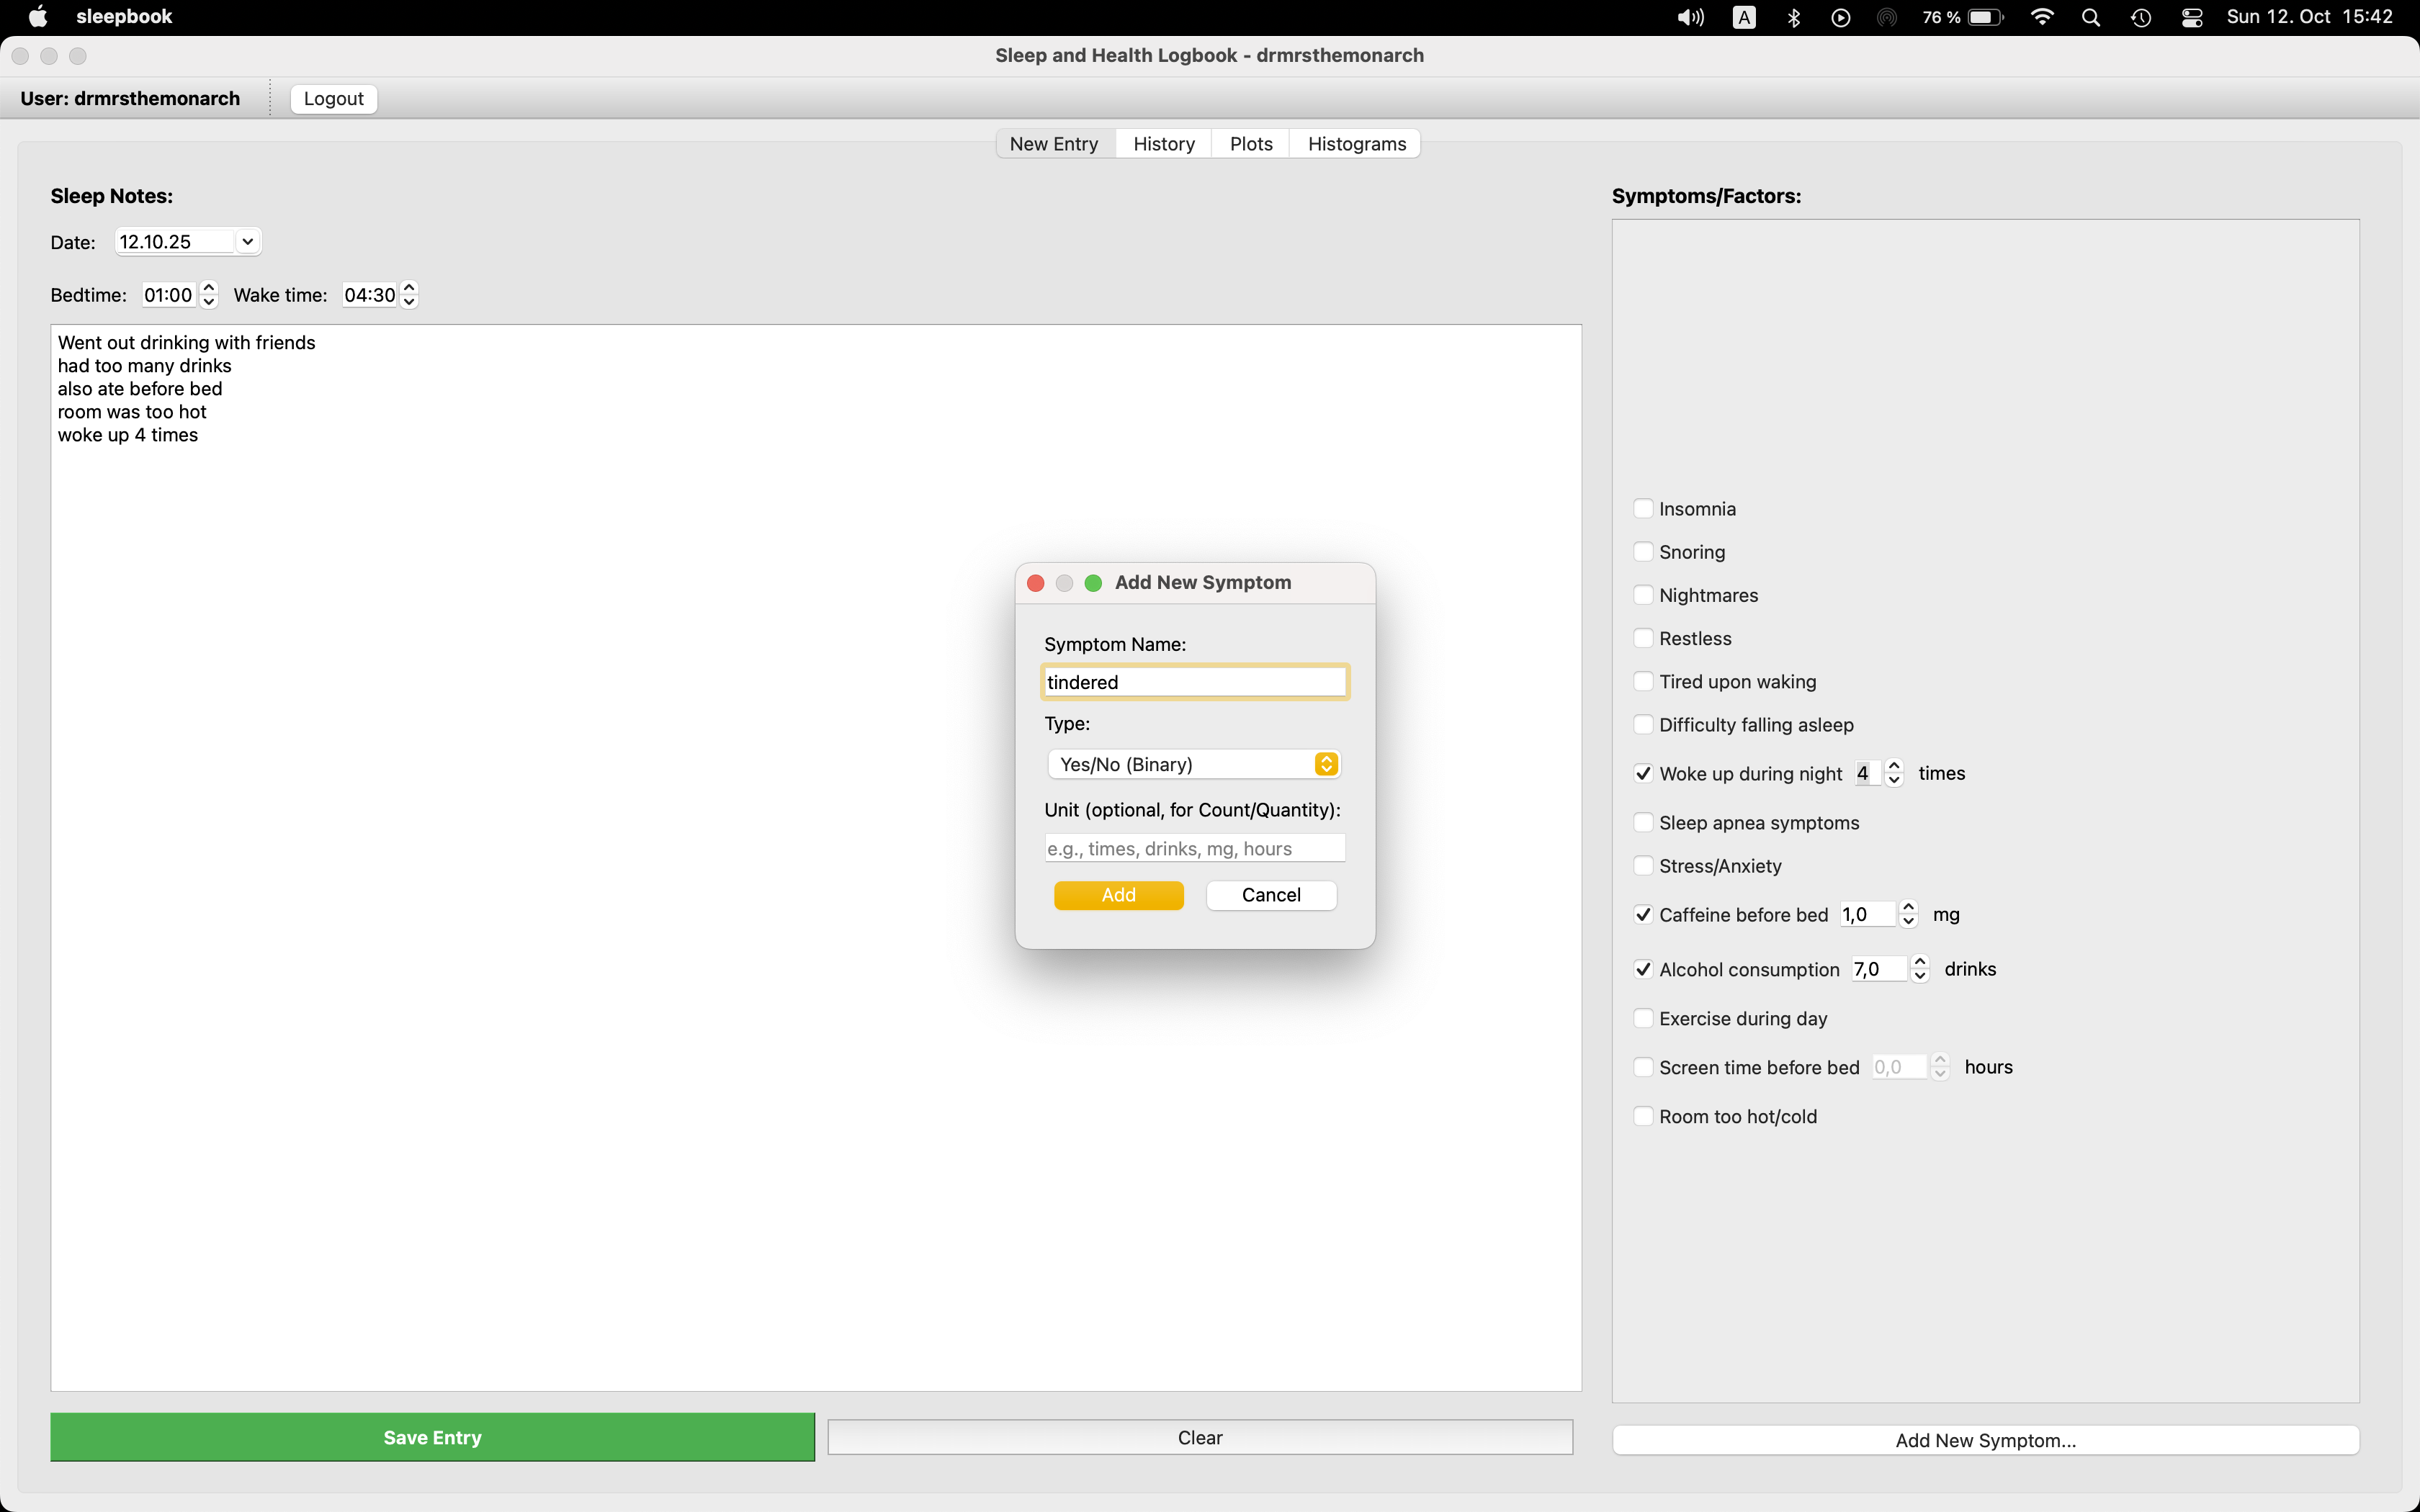 sleepbook
A
76 %
Sun 12. Oct 15:42
Sleep and Health Logbook - drmrsthemonarch
User: drmrsthemonarch
Logout
New Entry
History
Plots
Histograms
Sleep Notes:
Date:
12.10.25
Bedtime:
01:00
Wake time:
04:30
Went out drinking with friends
had too many drinks
also ate before bed
room was too hot
woke up 4 times
Save Entry
Clear
Add New Symptom
Symptom Name:
tindered
Type:
Yes/No (Binary)
Unit (optional, for Count/Quantity):
e.g., times, drinks, mg, hours
Add
Cancel
Symptoms/Factors:
Insomnia
Snoring
Nightmares
Restless
Tired upon waking
Difficulty falling asleep
Woke up during night 4 times
Sleep apnea symptoms
Stress/Anxiety
Caffeine before bed 1,0 mg
Alcohol consumption 7,0 drinks
Exercise during day
Screen time before bed 0,0 hours
Room too hot/cold
Add New Symptom...